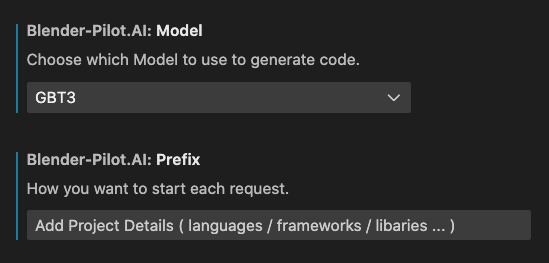 Blender-Pilot.AI: Model
Choose which Model to use to generate code.
GBT3
Blender-Pilot.AI: Prefix
How you want to start each request.
Add Project Details ( languages / frameworks / libaries ... )